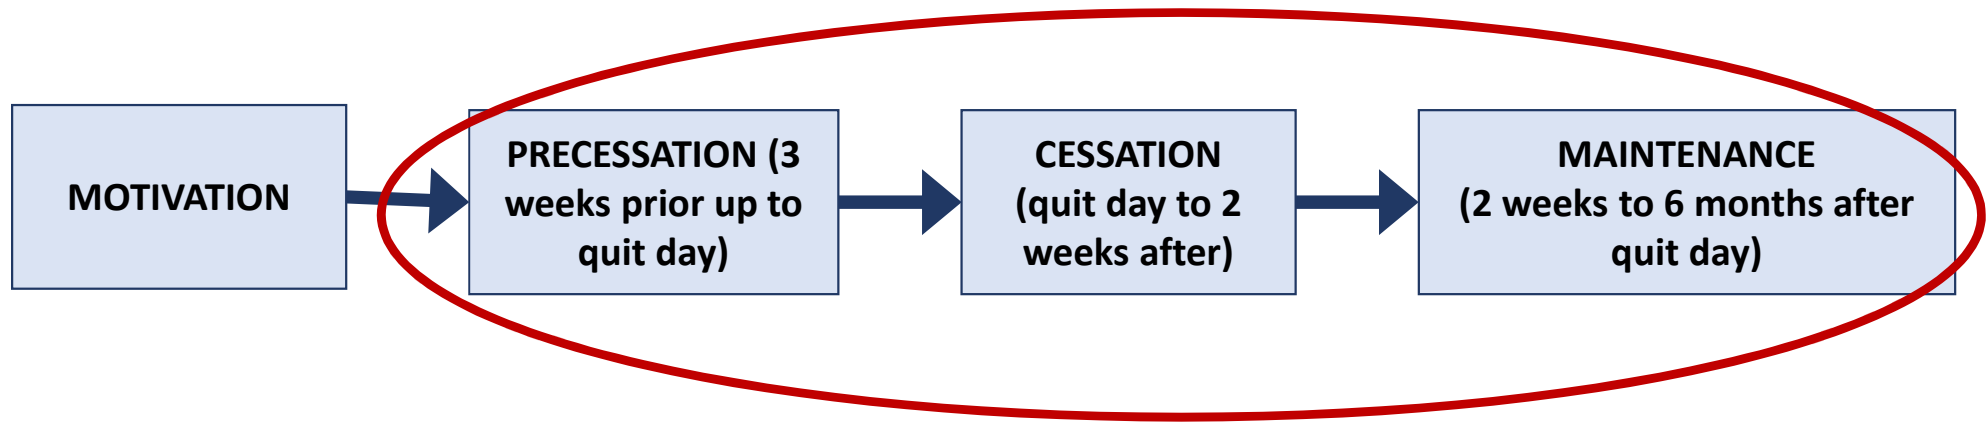 MOTIVATION
PRECESSATION (3
weeks prior up to
quit day)
CESSATION
(quit day to 2
weeks after)
MAINTENANCE
(2 weeks to 6 months after
quit day)